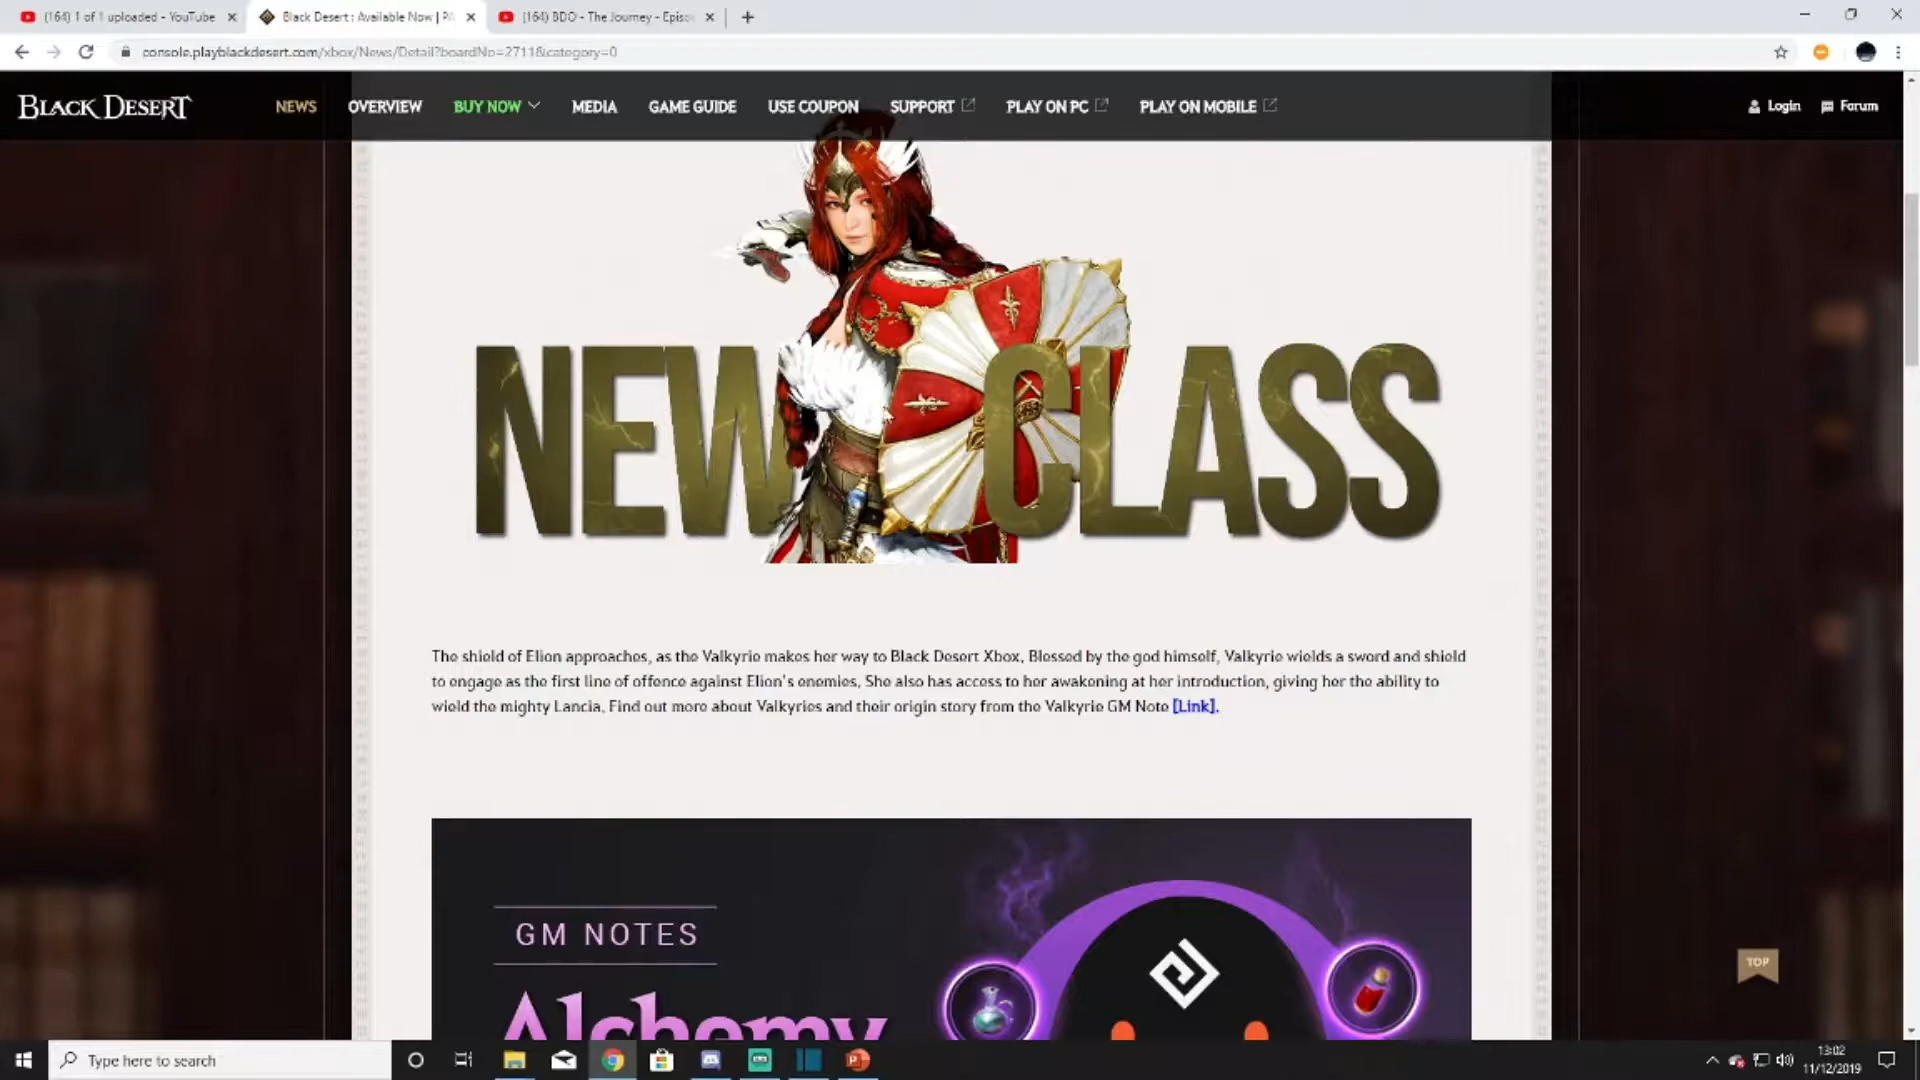 (164) 1 of 1 uploaded - YouTube
Black Desert : Available Now | PA
(164) BDO - The Journey - Episo
console.playblackdesert.com/xbox/News/Detail?boardNo=2711&category=0
BLACK DESERT
NEWS OVERVIEW BUY NOW MEDIA GAME GUIDE USE COUPON SUPPORT PLAY ON PC PLAY ON MOBILE Login Forum
NEW CLASS
The shield of Elion approaches, as the Valkyrie makes her way to Black Desert Xbox. Blessed by the god himself, Valkyrie wields a sword and shield
to engage as the first line of offence against Elion's enemies. She also has access to her awakening at her introduction, giving her the ability to
wield the mighty Lancia. Find out more about Valkyries and their origin story from the Valkyrie GM Note [Link].
GM NOTES
Alchemy
TOP
Type here to search
13:02
11/12/2019